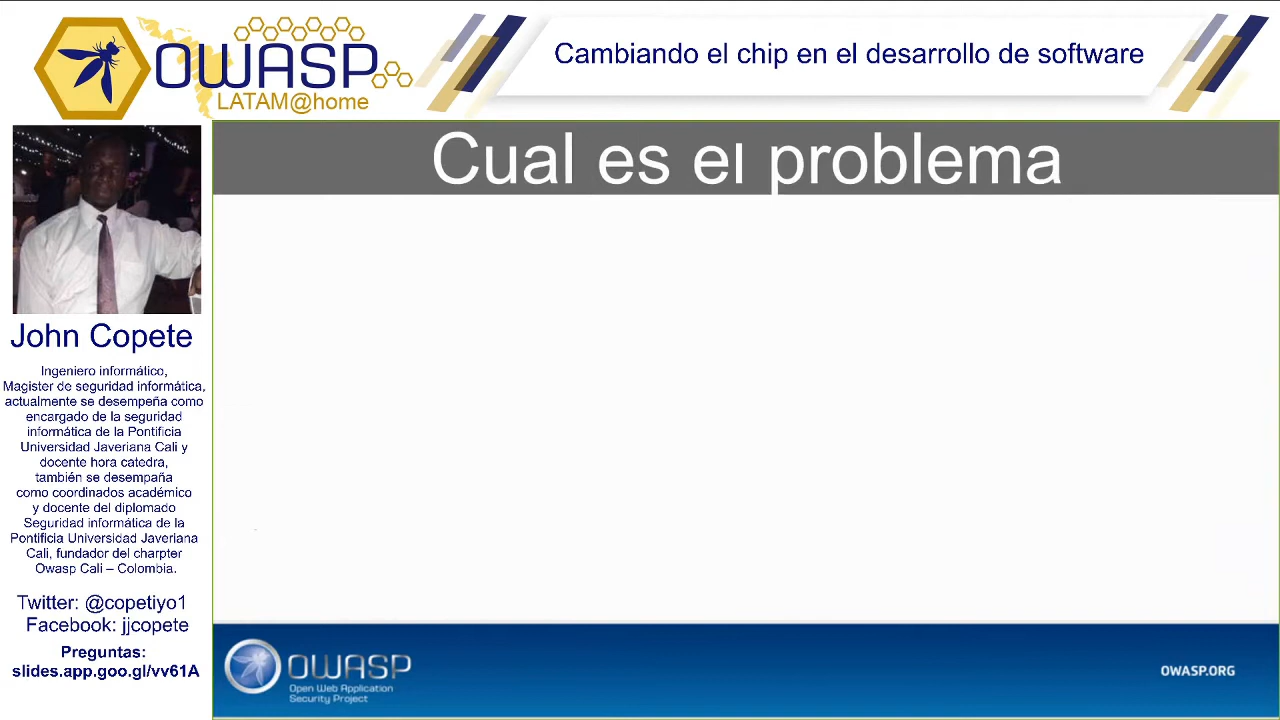 OWASP
LATAM@home
Cambiando el chip en el desarrollo de software
Cual es el problema
John Copete
Ingeniero informático,
Magister de seguridad informática,
actualmente se desempeña como
encargado de la seguridad
informática de la Pontificia
Universidad Javeriana Cali y
docente hora catedra,
también se desempaña
como coordinados académico
y docente del diplomado
Seguridad informática de la
Pontificia Universidad Javeriana
Cali, fundador del charpter
Owasp Cali – Colombia.
Twitter: @copetiyo1
Facebook: jjcopete
Preguntas:
slides.app.goo.gl/vv61A
OWASP
Open Web Application
Security Project
OWASP.ORG